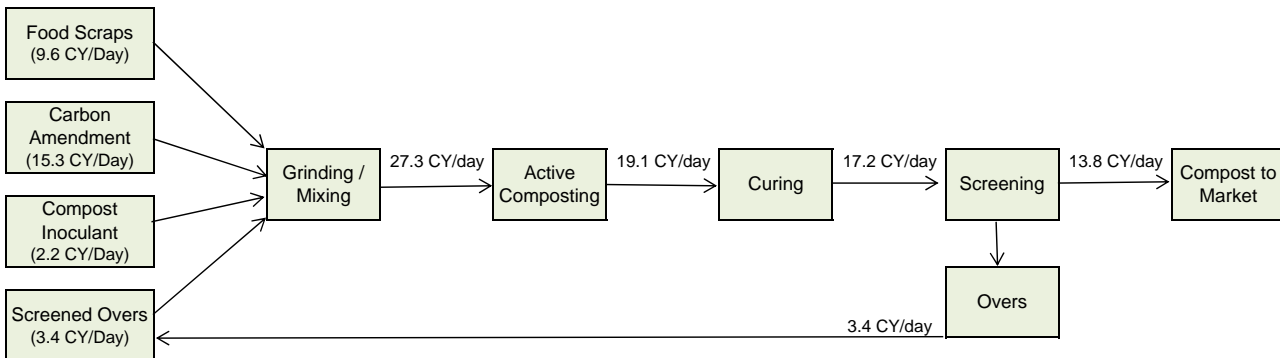 Food Scraps
(9.6 CY/Day)
Carbon
Amendment
(15.3 CY/Day)
Compost
Inoculant
(2.2 CY/Day)
Screened Overs
(3.4 CY/Day)
Grinding /
Mixing
27.3 CY/day
Active
Composting
19.1 CY/day
Curing
17.2 CY/day
Screening
13.8 CY/day
Compost to
Market
Overs
3.4 CY/day